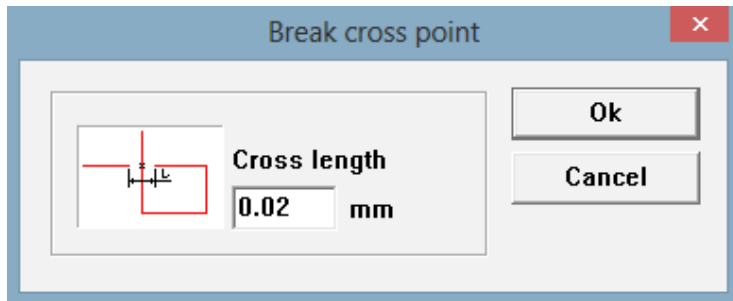 Break cross point
Ok
Cross length
L
0.02 mm
Cancel